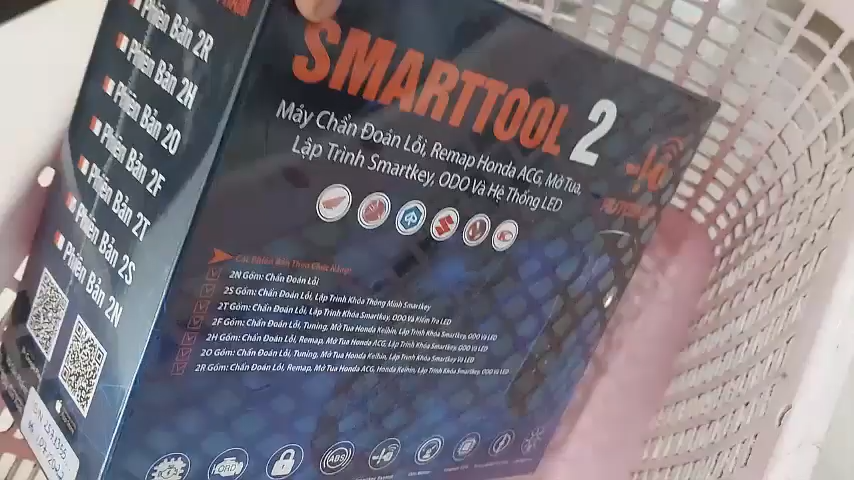 Phiên Bản 2R
Phiên Bản 2H
Phiên Bản 2O
Phiên Bản 2F
Phiên Bản 2T
Phiên Bản 2S
Phiên Bản 2N
SMARTTOOL 2
Máy Chẩn Đoán Lỗi, Remap Honda ACG, Mở Tua,
Lập Trình Smartkey, ODO Và Hệ Thống LED
Các Phiên Bản Theo Chức Năng:
2N Gồm: Chẩn Đoán Lỗi
2S Gồm: Chẩn Đoán Lỗi, Lập Trình Khóa Thông Minh Smartkey
2T Gồm: Chẩn Đoán Lỗi, Lập Trình Khóa Smartkey, ODO Và Kiểm Tra LED
2F Gồm: Chẩn Đoán Lỗi, Tuning, Mở Tua Honda Keihin, Lập Trình Khóa Smartkey, ODO Và LED
2H Gồm: Chẩn Đoán Lỗi, Remap, Mở Tua Honda ACG, Lập Trình Khóa Smartkey, ODO Và LED
2O Gồm: Chẩn Đoán Lỗi, Tuning, Mở Tua Honda Keihin, Lập Trình Khóa Smartkey Và LED
2R Gồm: Chẩn Đoán Lỗi, Remap, Mở Tua Honda ACG, Honda Keihin, Lập Trình Khóa Smartkey, ODO Và LED
ABS